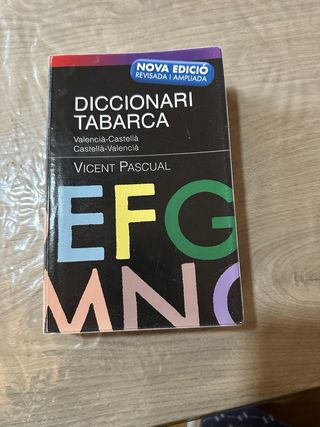 NOVA EDICIÓ
REVISADA I AMPLIADA
DICCIONARI
TABARCA
Valencià-Castellà
Castellà-Valencià
VICENT PASCUAL
EFG
MNO